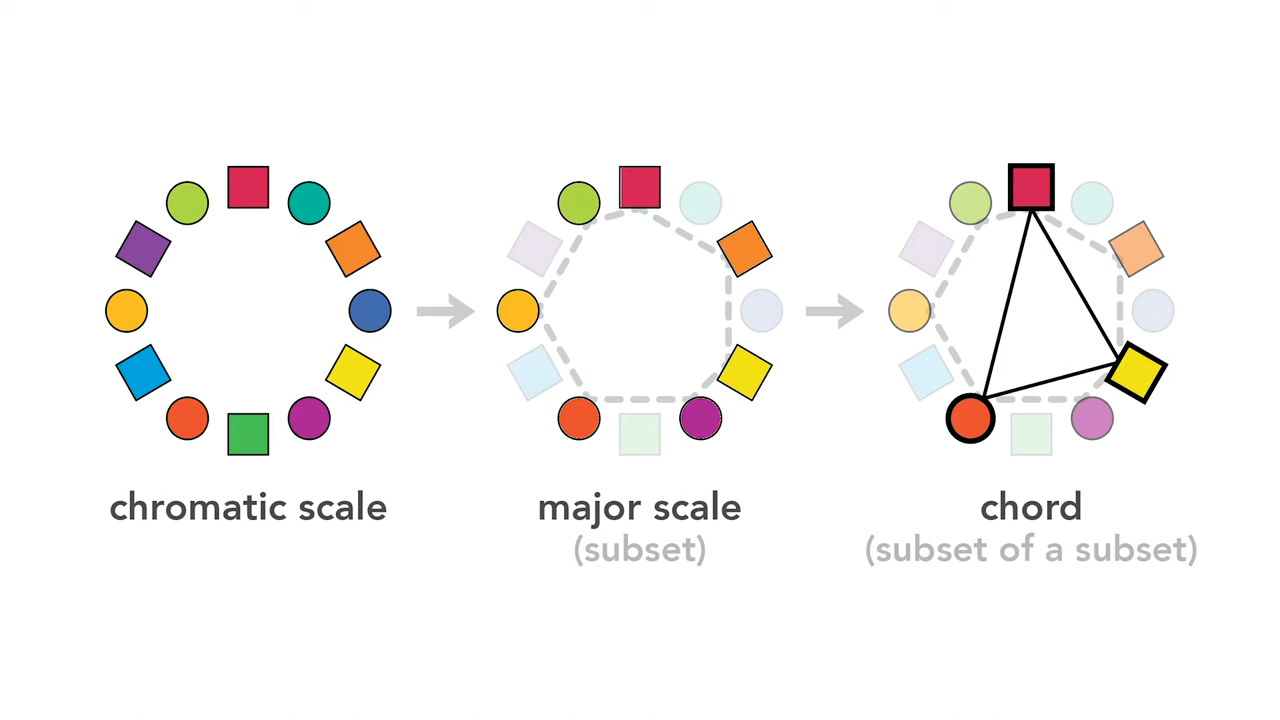 chromatic scale
major scale
(subset)
chord
(subset of a subset)